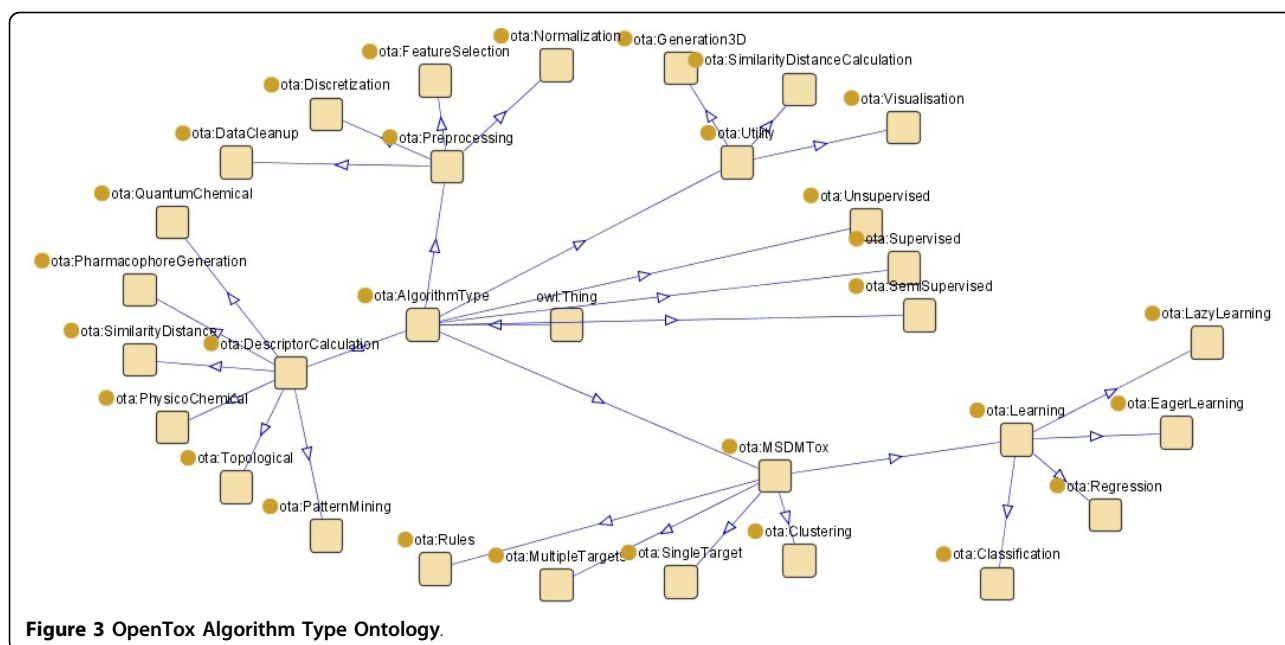 ota:Normalization
ota:Generation3D
ota:FeatureSelection
ota:SimilarityDistanceCalculation
ota:Discretization
ota:Visualisation
ota:DataCleanup
ota:Preprocessing
ota:Utility
ota:QuantumChemical
ota:Unsupervised
ota:Supervised
ota:PharmacophoreGeneration
ota:SemiSupervised
ota:AlgorithmType
owl:Thing
ota:LazyLearning
ota:SimilarityDistance
ota:DescriptorCalculation
ota:PhysicoChemical
ota:EagerLearning
ota:Learning
ota:MSDMTox
ota:Topological
ota:Regression
ota:PatternMining
ota:Rules
ota:MultipleTargets
ota:SingleTarget
ota:Clustering
ota:Classification
Figure 3 OpenTox Algorithm Type Ontology.